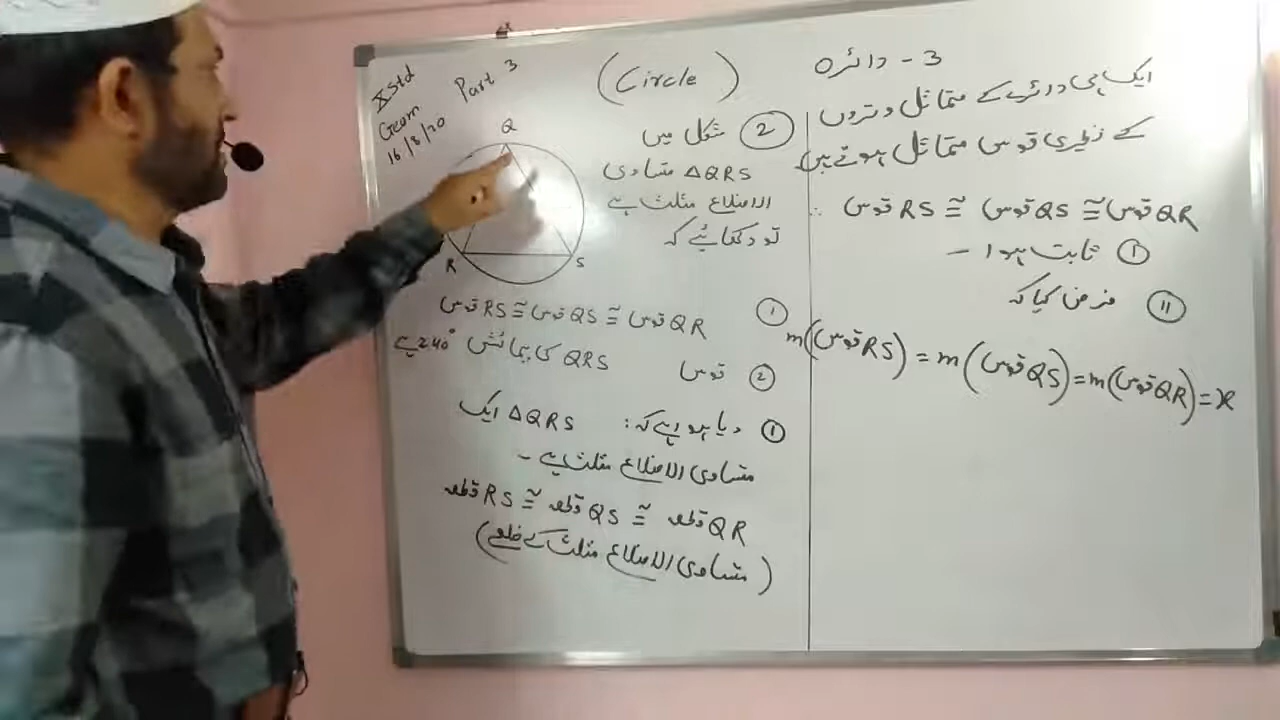 X Std
Geom
16/8/20
Part 3
(Circle)
3 - دائرہ
② شکل میں
ΔQRS متساوی
الاضلاع مثلث ہے
تو دکھائیے کہ
Q
R
S
① قوس QR ≅ قوس QS ≅ قوس RS
② قوس QRS کی پیمائش 240° ہے
① دیا ہوا ہے کہ: ΔQRS ایک
متساوی الاضلاع مثلث ہے -
قطعہ QR ≅ قطعہ QS ≅ قطعہ RS
(متساوی الاضلاع مثلث کے ضلعے)
ایک ہی دائرے کے متماثل وتروں
کے نظیری قوس متماثل ہوتے ہیں
∴ قوس QR ≅ قوس QS ≅ قوس RS
① ثابت ہوا -
⑪ فرض کیا کہ
m(قوس RS) = m(قوس QS) = m(قوس QR) = x